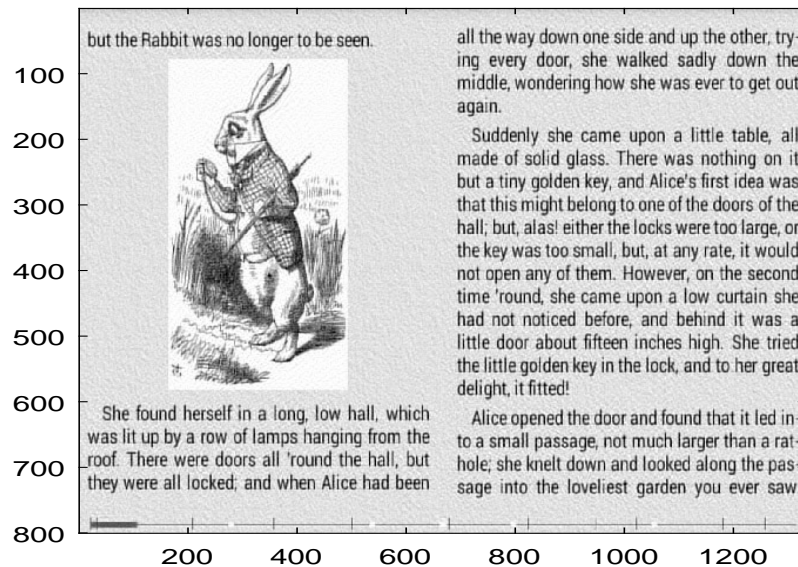 but the Rabbit was no longer to be seen.
She found herself in a long, low hall, which
was lit up by a row of lamps hanging from the
roof. There were doors all 'round the hall, but
they were all locked; and when Alice had been
all the way down one side and up the other, try-
ing every door, she walked sadly down the
middle, wondering how she was ever to get out
again.
Suddenly she came upon a little table, all
made of solid glass. There was nothing on it
but a tiny golden key, and Alice's first idea was
that this might belong to one of the doors of the
hall; but, alas! either the locks were too large, or
the key was too small, but, at any rate, it would
not open any of them. However, on the second
time 'round, she came upon a low curtain she
had not noticed before, and behind it was a
little door about fifteen inches high. She tried
the little golden key in the lock, and to her great
delight, it fitted!
Alice opened the door and found that it led in-
to a small passage, not much larger than a rat-
hole; she knelt down and looked along the pas-
sage into the loveliest garden you ever saw
100
200
300
400
500
600
700
800
200 400 600 800 1000 1200